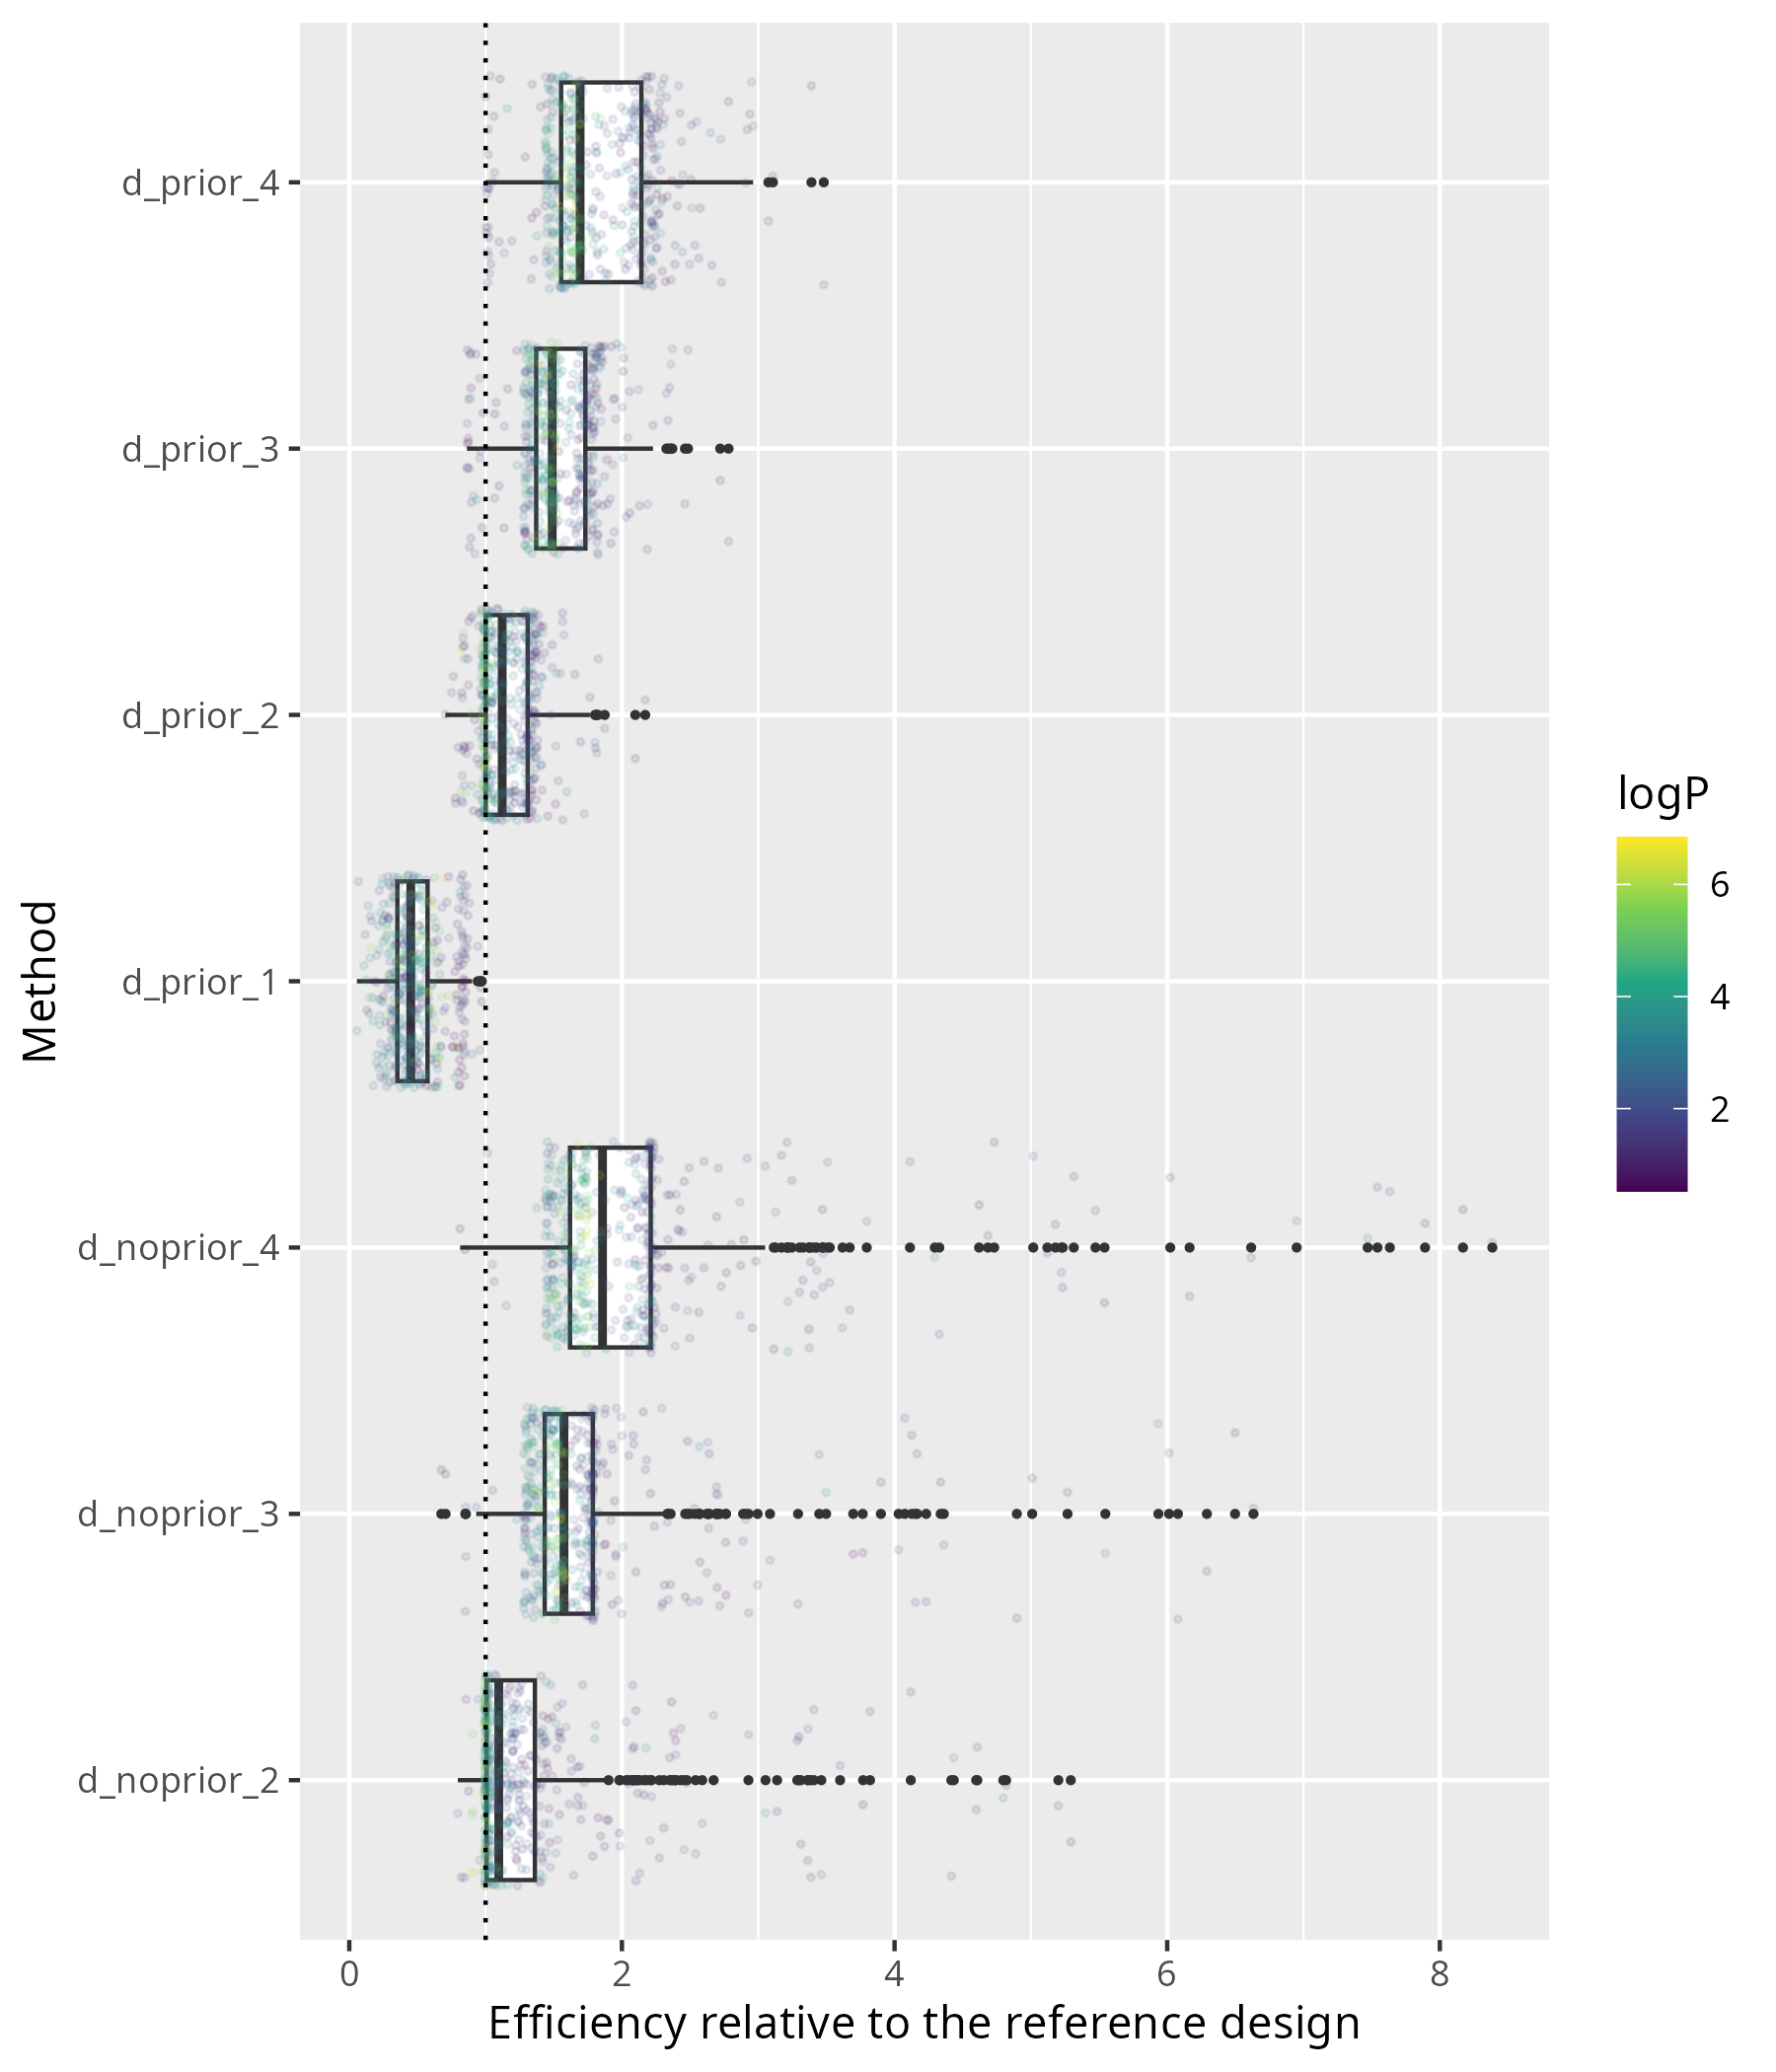 d_prior_4
d_prior_3
d_prior_2
d_prior_1
d_noprior_4
d_noprior_3
d_noprior_2
Method
0 2 4 6 8
Efficiency relative to the reference design
logP
6
4
2